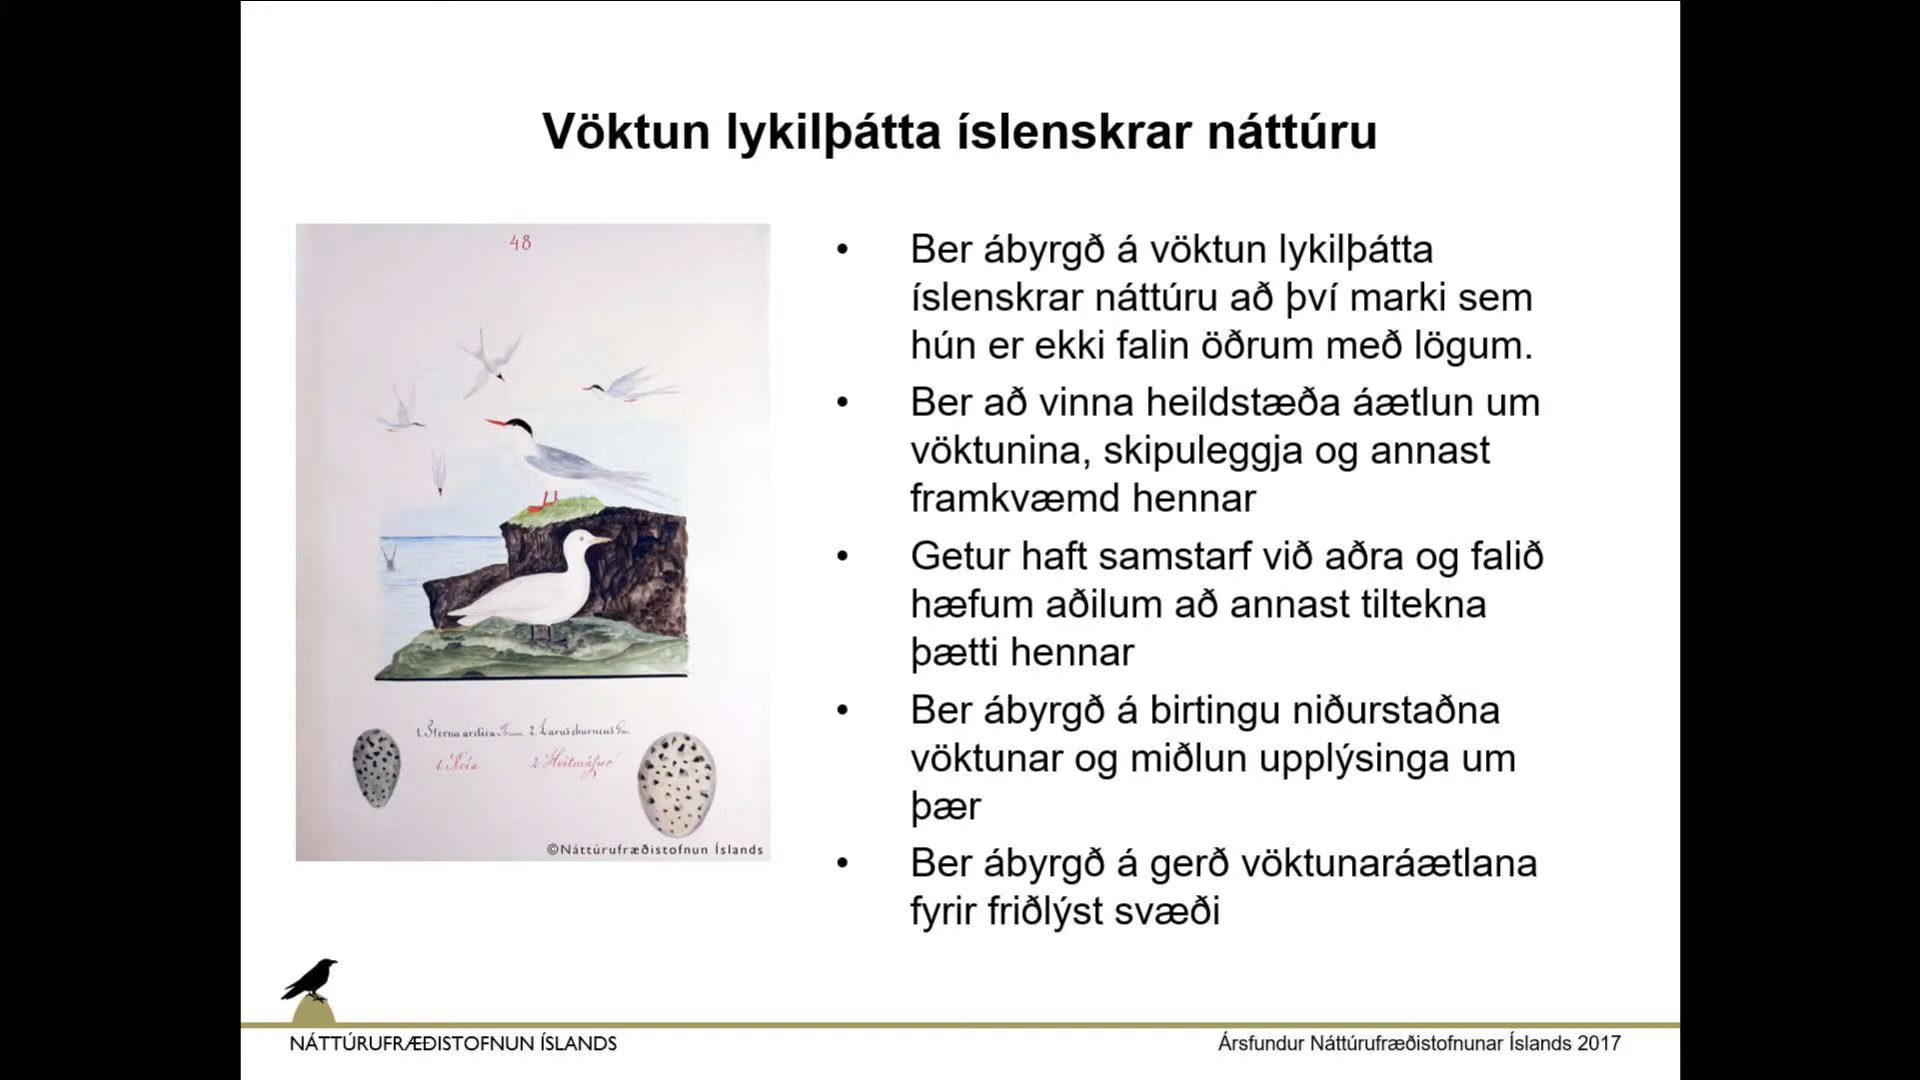 Vöktun lykilþátta íslenskrar náttúru
48
1. Sterna arctica Temm. 2. Larus eburneus Gm.
1. Kría 2. Hvítmáfur
©Náttúrufræðistofnun Íslands
• Ber ábyrgð á vöktun lykilþátta
íslenskrar náttúru að því marki sem
hún er ekki falin öðrum með lögum.
• Ber að vinna heildstæða áætlun um
vöktunina, skipuleggja og annast
framkvæmd hennar
• Getur haft samstarf við aðra og falið
hæfum aðilum að annast tiltekna
þætti hennar
• Ber ábyrgð á birtingu niðurstaðna
vöktunar og miðlun upplýsinga um
þær
• Ber ábyrgð á gerð vöktunaráætlana
fyrir friðlýst svæði
NÁTTÚRUFRÆÐISTOFNUN ÍSLANDS
Ársfundur Náttúrufræðistofnunar Íslands 2017